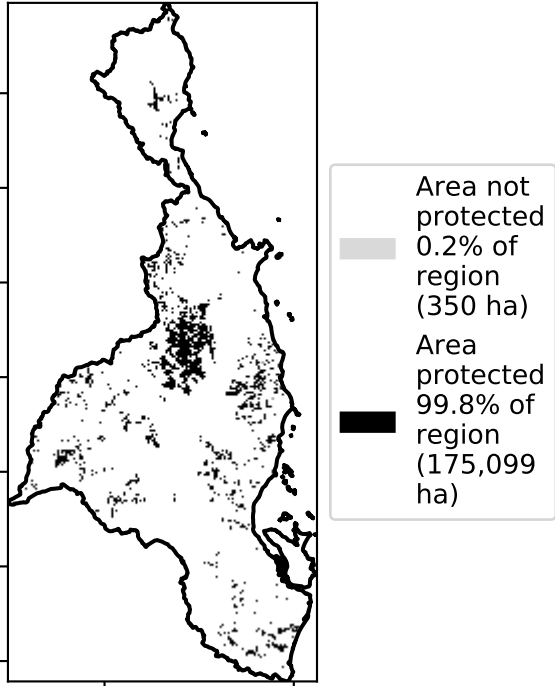 Area not
protected
0.2% of
region
(350 ha)
Area
protected
99.8% of
region
(175,099
ha)